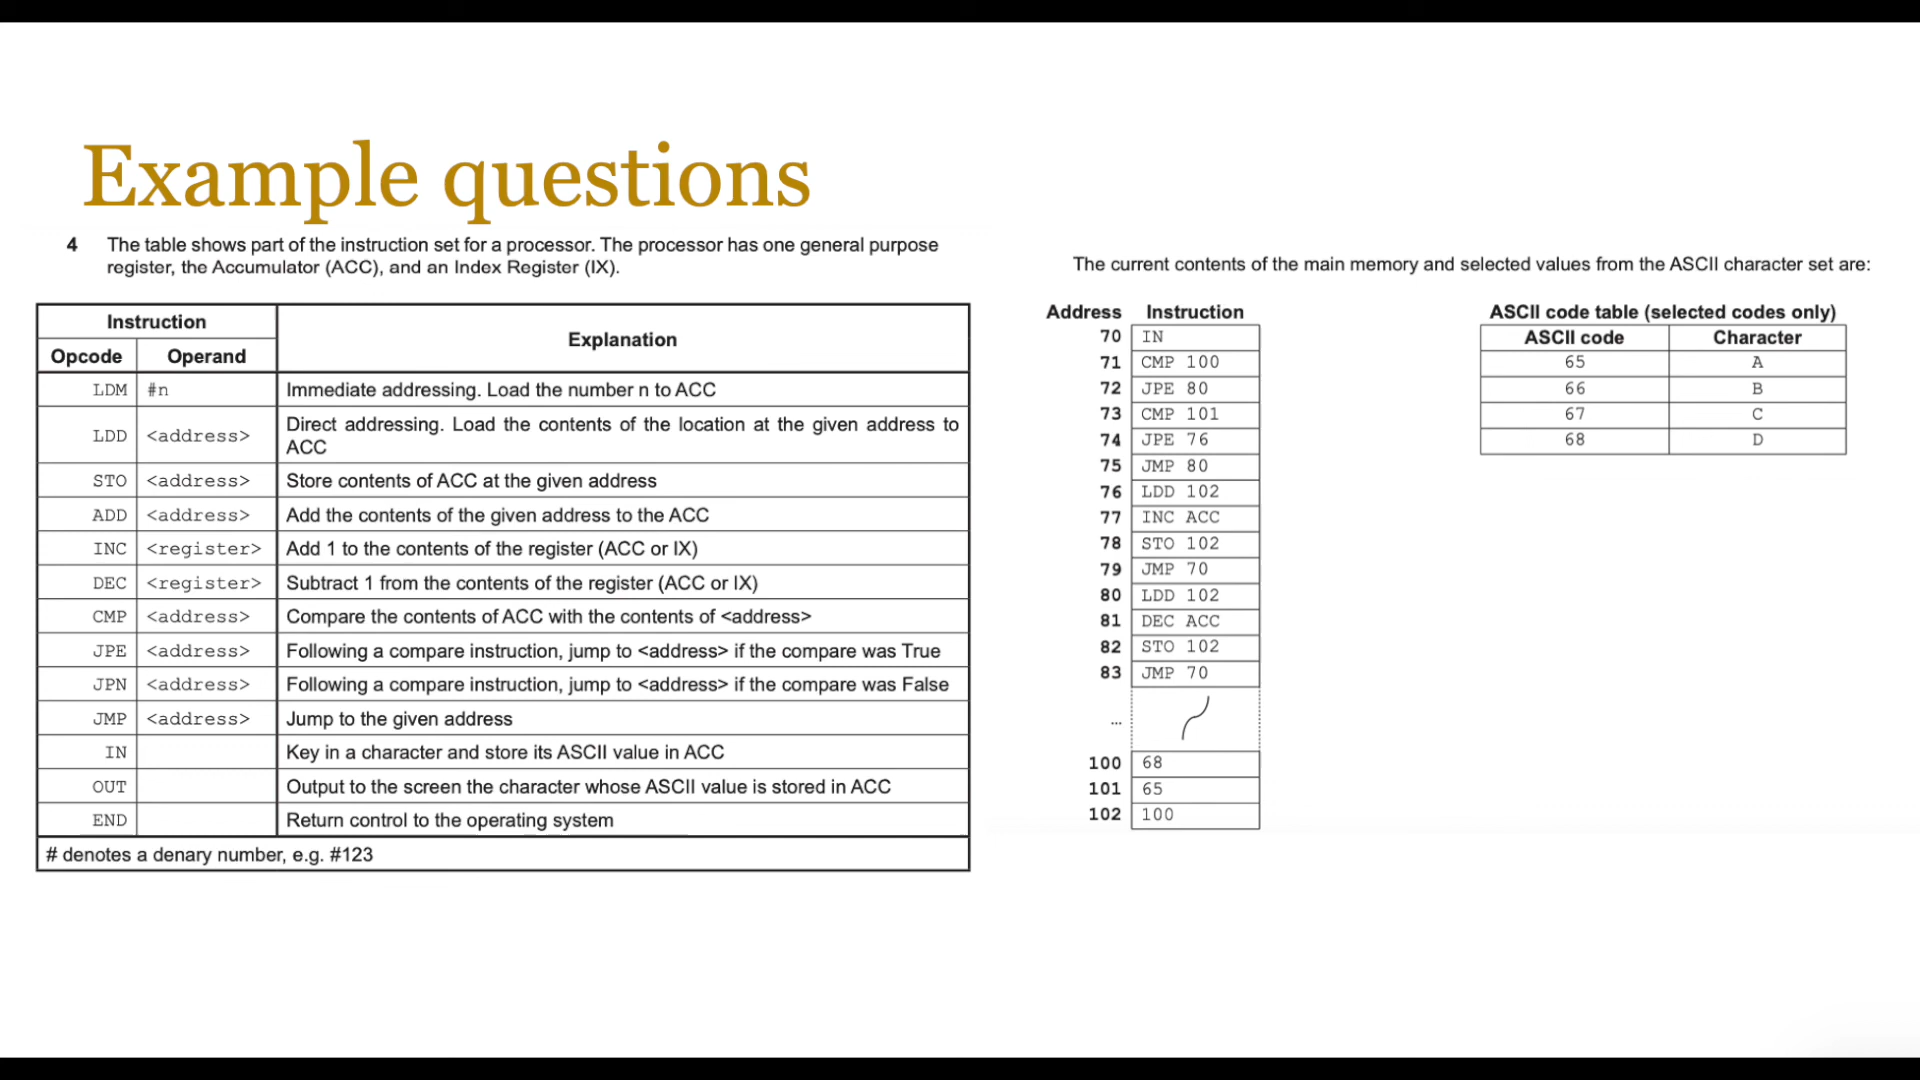 Example questions
4 The table shows part of the instruction set for a processor. The processor has one general purpose
register, the Accumulator (ACC), and an Index Register (IX).
Instruction Explanation
Opcode Operand
LDM #n Immediate addressing. Load the number n to ACC
LDD <address> Direct addressing. Load the contents of the location at the given address to
ACC
STO <address> Store contents of ACC at the given address
ADD <address> Add the contents of the given address to the ACC
INC <register> Add 1 to the contents of the register (ACC or IX)
DEC <register> Subtract 1 from the contents of the register (ACC or IX)
CMP <address> Compare the contents of ACC with the contents of <address>
JPE <address> Following a compare instruction, jump to <address> if the compare was True
JPN <address> Following a compare instruction, jump to <address> if the compare was False
JMP <address> Jump to the given address
IN Key in a character and store its ASCII value in ACC
OUT Output to the screen the character whose ASCII value is stored in ACC
END Return control to the operating system
# denotes a denary number, e.g. #123
The current contents of the main memory and selected values from the ASCII character set are:
Address Instruction
70 IN
71 CMP 100
72 JPE 80
73 CMP 101
74 JPE 76
75 JMP 80
76 LDD 102
77 INC ACC
78 STO 102
79 JMP 70
80 LDD 102
81 DEC ACC
82 STO 102
83 JMP 70
...
100 68
101 65
102 100
ASCII code table (selected codes only)
ASCII code Character
65 A
66 B
67 C
68 D